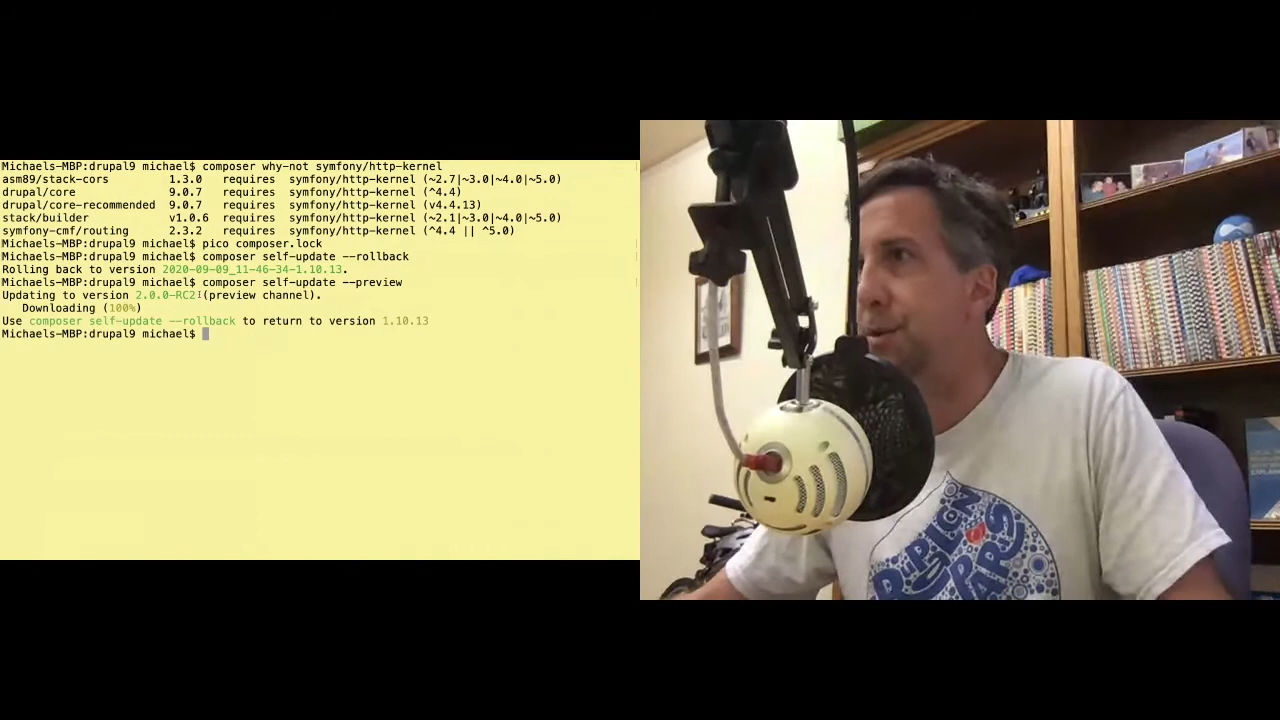 Michaels-MBP:drupal9 michael$ composer why-not symfony/http-kernel
asm89/stack-cors 1.3.0 requires symfony/http-kernel (~2.7|~3.0|~4.0|~5.0)
drupal/core 9.0.7 requires symfony/http-kernel (^4.4)
drupal/core-recommended 9.0.7 requires symfony/http-kernel (v4.4.13)
stack/builder v1.0.6 requires symfony/http-kernel (~2.1|~3.0|~4.0|~5.0)
symfony-cmf/routing 2.3.2 requires symfony/http-kernel (^4.4 || ^5.0)
Michaels-MBP:drupal9 michael$ pico composer.lock
Michaels-MBP:drupal9 michael$ composer self-update --rollback
Rolling back to version 2020-09-09_11-46-34-1.10.13.
Michaels-MBP:drupal9 michael$ composer self-update --preview
Updating to version 2.0.0-RC2 (preview channel).
Downloading (100%)
Use composer self-update --rollback to return to version 1.10.13
Michaels-MBP:drupal9 michael$